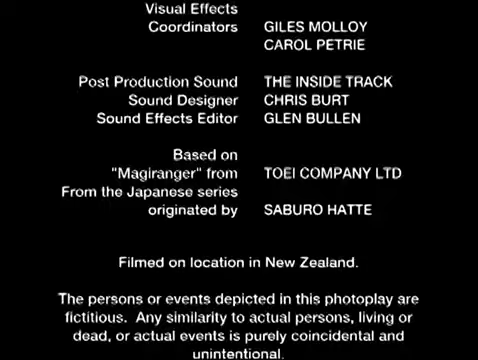 Visual Effects
Coordinators GILES MOLLOY
CAROL PETRIE
Post Production Sound THE INSIDE TRACK
Sound Designer CHRIS BURT
Sound Effects Editor GLEN BULLEN
Based on
"Magiranger" from TOEI COMPANY LTD
From the Japanese series
originated by SABURO HATTE
Filmed on location in New Zealand.
The persons or events depicted in this photoplay are
fictitious. Any similarity to actual persons, living or
dead, or actual events is purely coincidental and
unintentional.